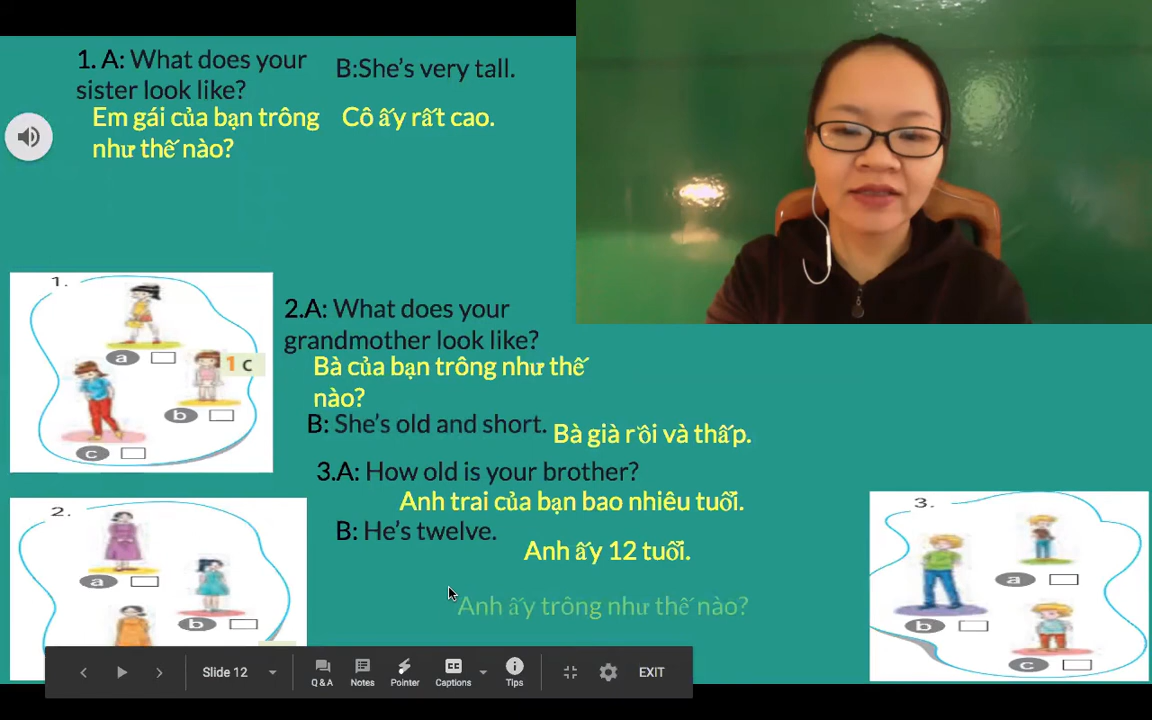 1. A: What does your
sister look like?
B:She's very tall.
Em gái của bạn trông
như thế nào?
Cô ấy rất cao.
1.
a
1 c
b
c
2.A: What does your
grandmother look like?
Bà của bạn trông như thế
nào?
B: She's old and short.
Bà già rồi và thấp.
3.A: How old is your brother?
Anh trai của bạn bao nhiêu tuổi.
B: He's twelve.
Anh ấy 12 tuổi.
Anh ấy trông như thế nào?
2.
a
b
3.
a
b
c
Slide 12
Q & A
Notes
Pointer
CC
Captions
Tips
EXIT